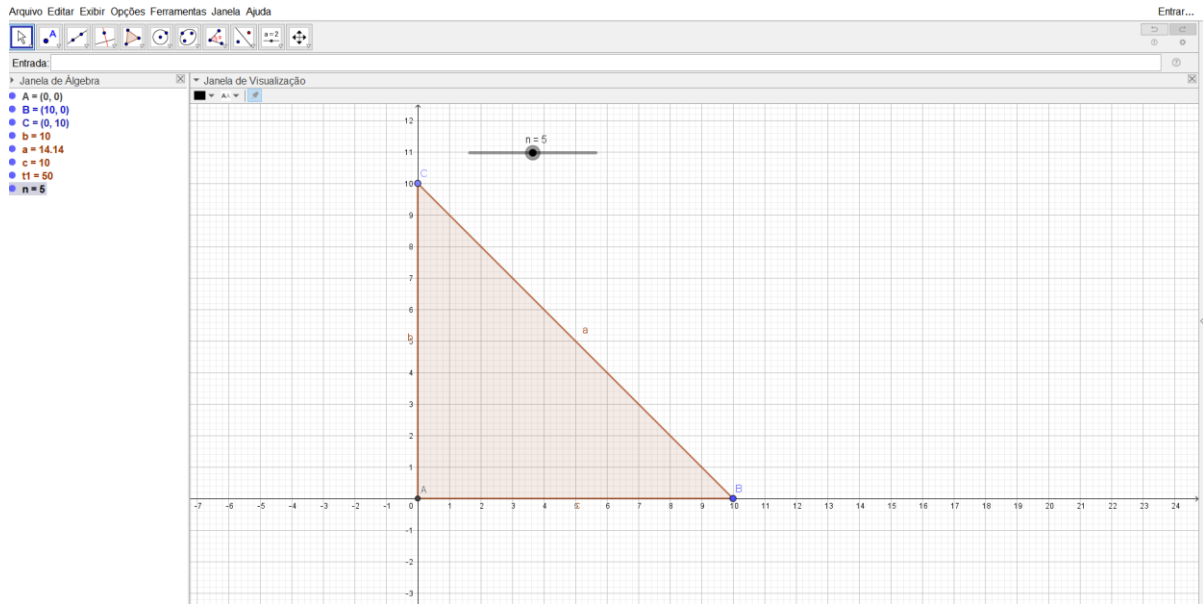 Arquivo Editar Exibir Opções Ferramentas Janela Ajuda Entrar...
A
a=2
Entrada:
Janela de Álgebra Janela de Visualização
A = (0, 0)
B = (10, 0)
C = (0, 10)
b = 10
a = 14.14
c = 10
t1 = 50
n = 5
AA
n = 5
12
11
C
10
9
8
7
6
a
b
5
4
3
2
1
A
B
-7 -6 -5 -4 -3 -2 -1 0 1 2 3 4 5 6 7 8 9 10 11 12 13 14 15 16 17 18 19 20 21 22 23 24
c
-1
-2
-3